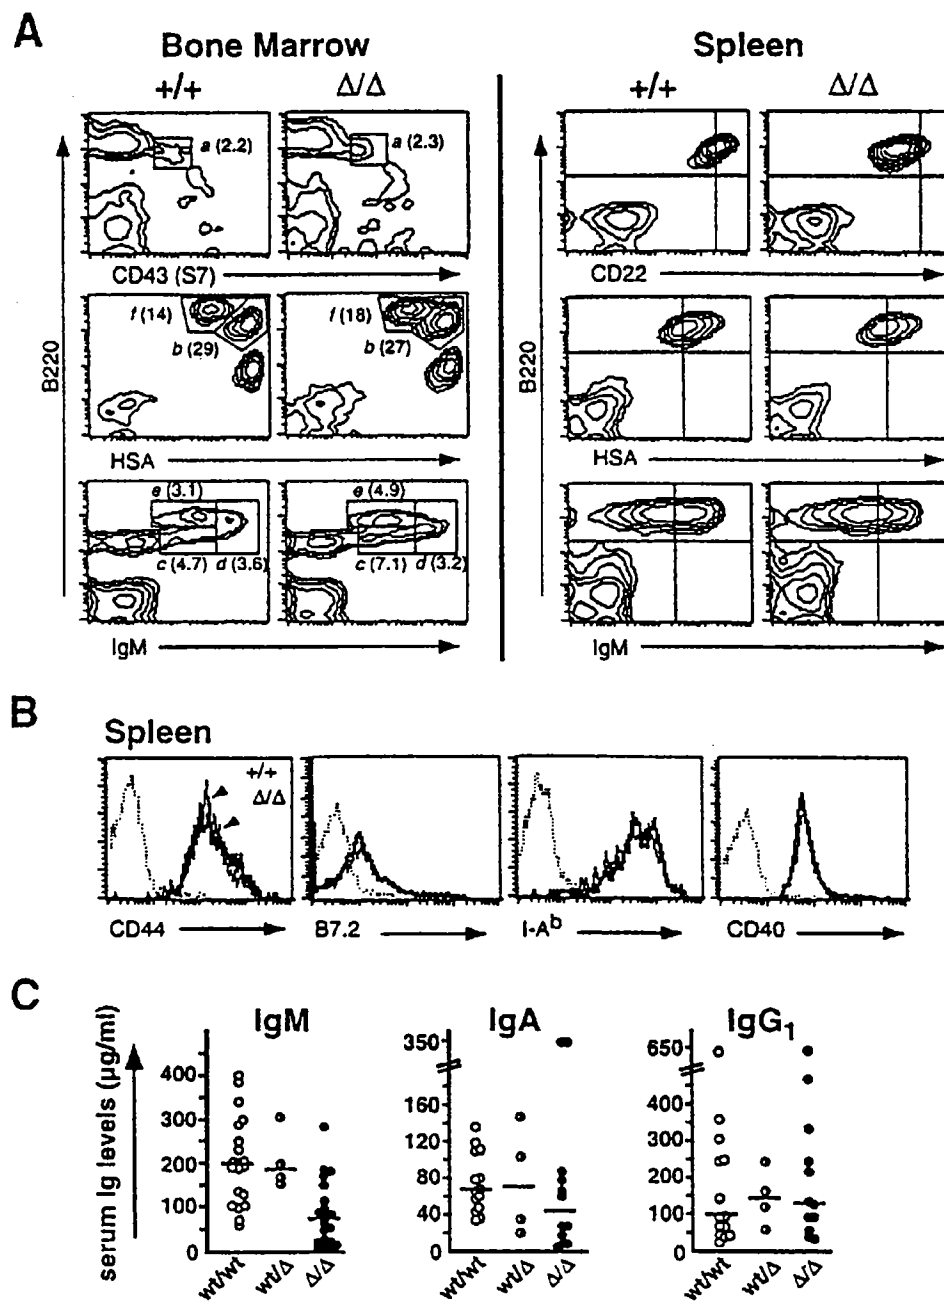 A
Bone Marrow
Spleen
+/+
Δ/Δ
+/+
Δ/Δ
a (2.2)
a (2.3)
CD43 (S7)
CD22
f (14)
b (29)
f (18)
b (27)
B220
B220
HSA
HSA
e (3.1)
c (4.7)
d (3.6)
e (4.9)
c (7.1)
d (3.2)
IgM
IgM
B
Spleen
+/+
Δ/Δ
CD44
B7.2
I-Aᵇ
CD40
C
serum Ig levels (μg/ml)
IgM
400
300
200
100
0
wt/wt
wt/Δ
Δ/Δ
IgA
350
160
120
80
40
0
wt/wt
wt/Δ
Δ/Δ
IgG₁
650
400
300
200
100
0
wt/wt
wt/Δ
Δ/Δ